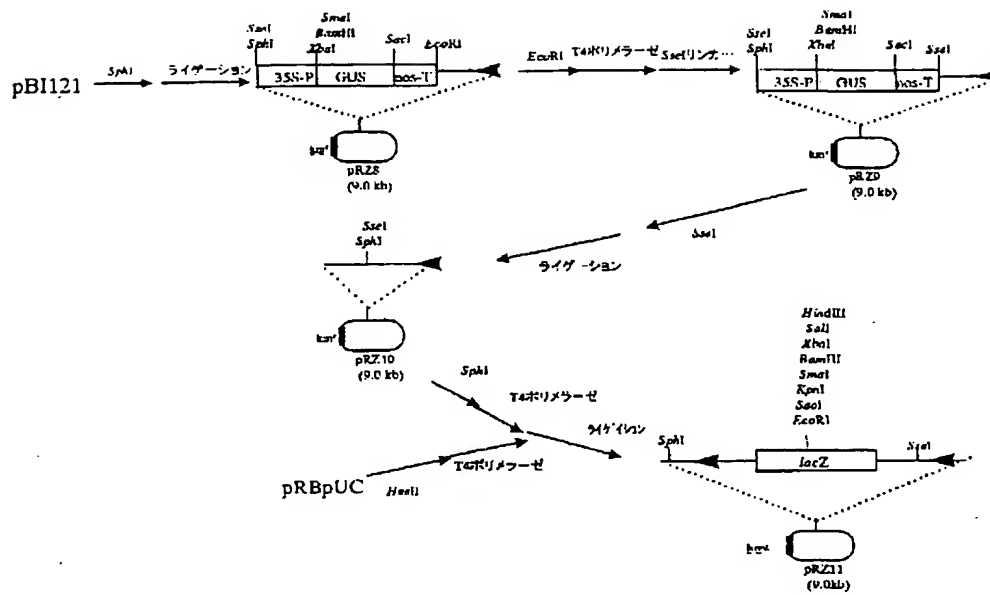 SmaI
BamHI
SseI
SphI
XbaI
SacI
EcoRI
pBI121
SphI
ライゲーション
35S-P
GUS
nos-T
kmʳ
pRZ8
(9.0 kb)
EcoRI
T4ポリメラーゼ
SseIリンカ…
SmaI
BamHI
SseI
SphI
XbaI
SacI
SseI
35S-P
GUS
nos-T
kmʳ
pRZ9
(9.0 kb)
SseI
ライゲーション
SseI
SphI
kmʳ
pRZ10
(9.0 kb)
SphI
T4ポリメラーゼ
ライゲイション
pRBpUC
HaeII
T4ポリメラーゼ
HindIII
SalI
XbaI
BamHI
SmaI
KpnI
SacI
EcoRI
SphI
lacZ
SseI
pRZ11
(9.0kb)